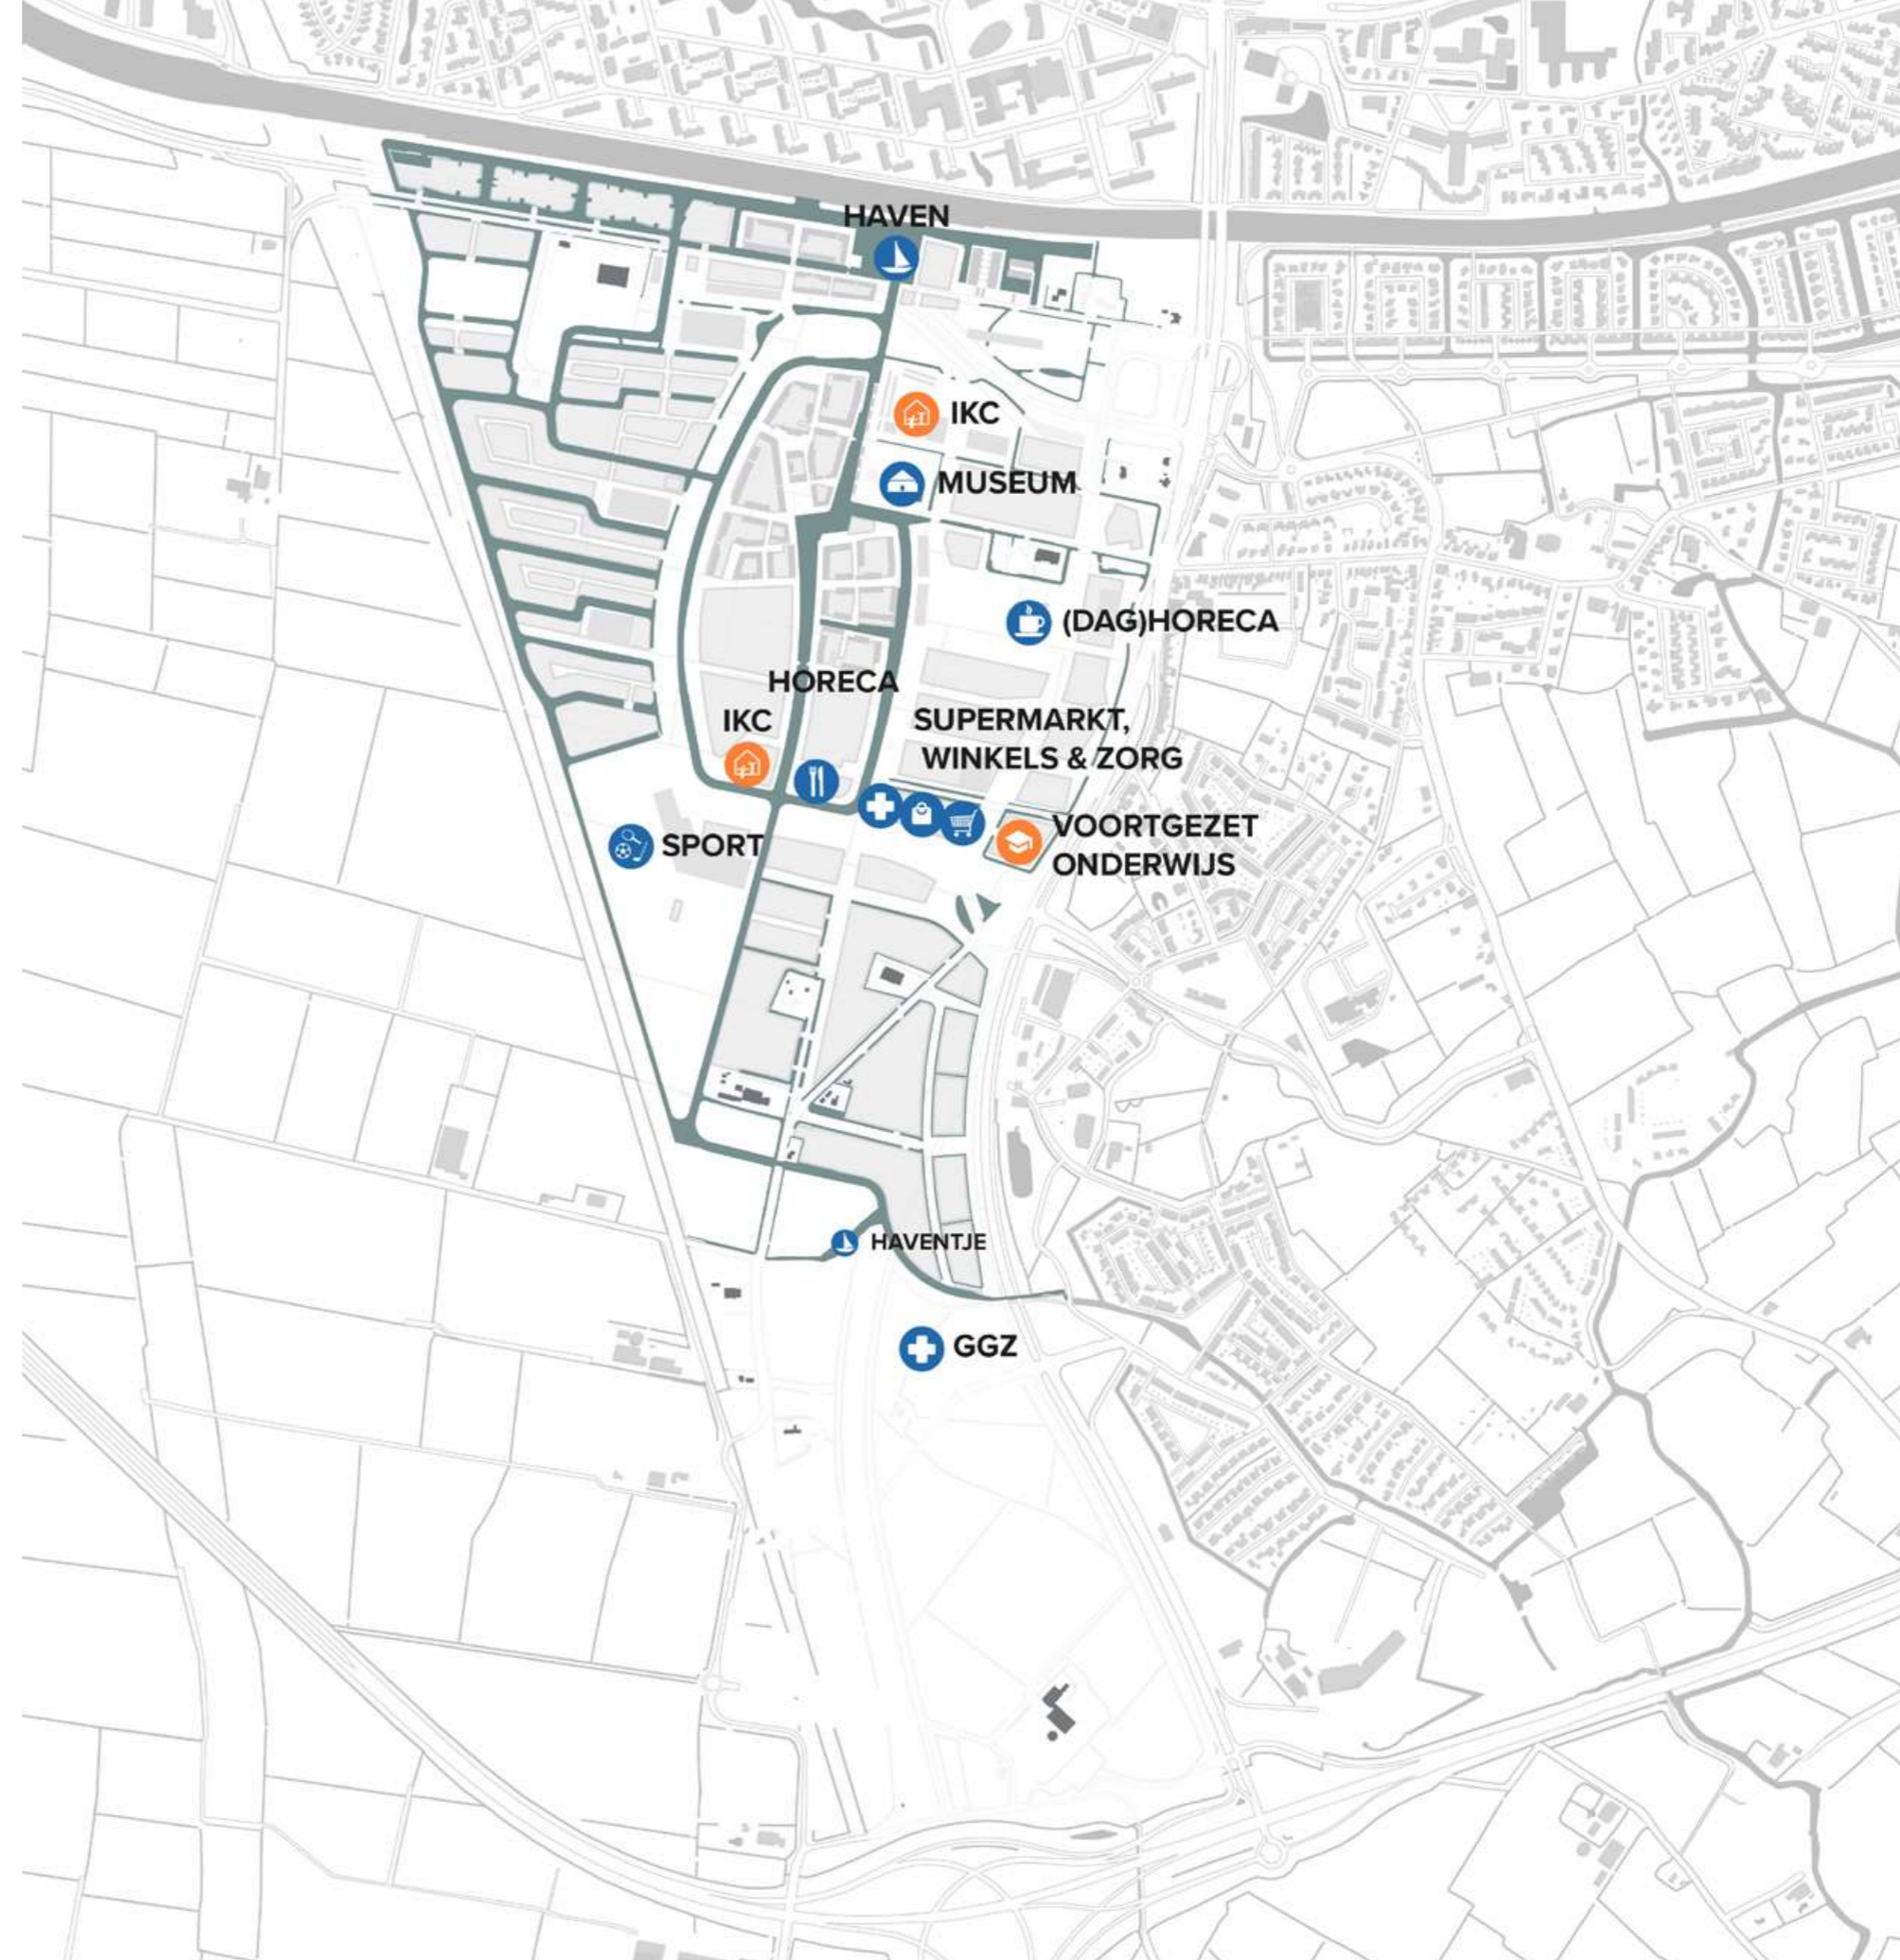 HAVEN
IKC
MUSEUM
(DAG)HORECA
HORECA
IKC
SUPERMARKT,
WINKELS & ZORG
SPORT
VOORTGEZET
ONDERWIJS
HAVENTJE
GGZ